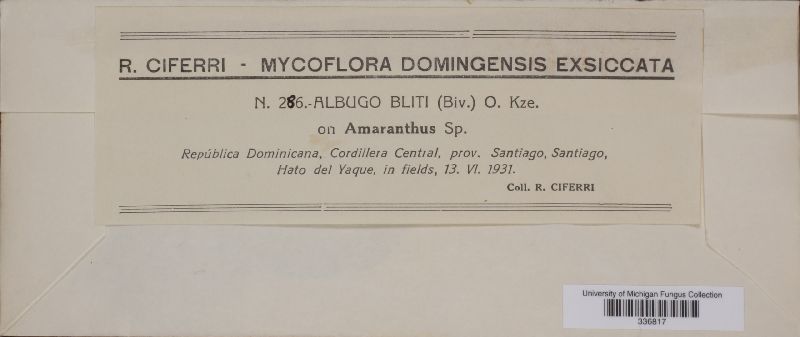 R. CIFERRI - MYCOFLORA DOMINGENSIS EXSICCATA
N. 286.-ALBUGO BLITI (Biv.) O. Kze.
on Amaranthus Sp.
República Dominicana, Cordillera Central, prov. Santiago, Santiago,
Hato del Yaque, in fields, 13. VI. 1931.
Coll. R. CIFERRI
University of Michigan Fungus Collection
336817